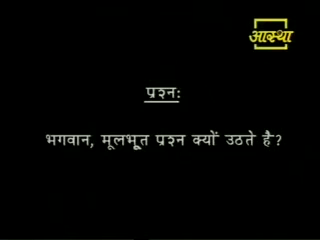 आस्था
प्रश्न:
भगवान, मूलभूत प्रश्न क्यों उठते है?